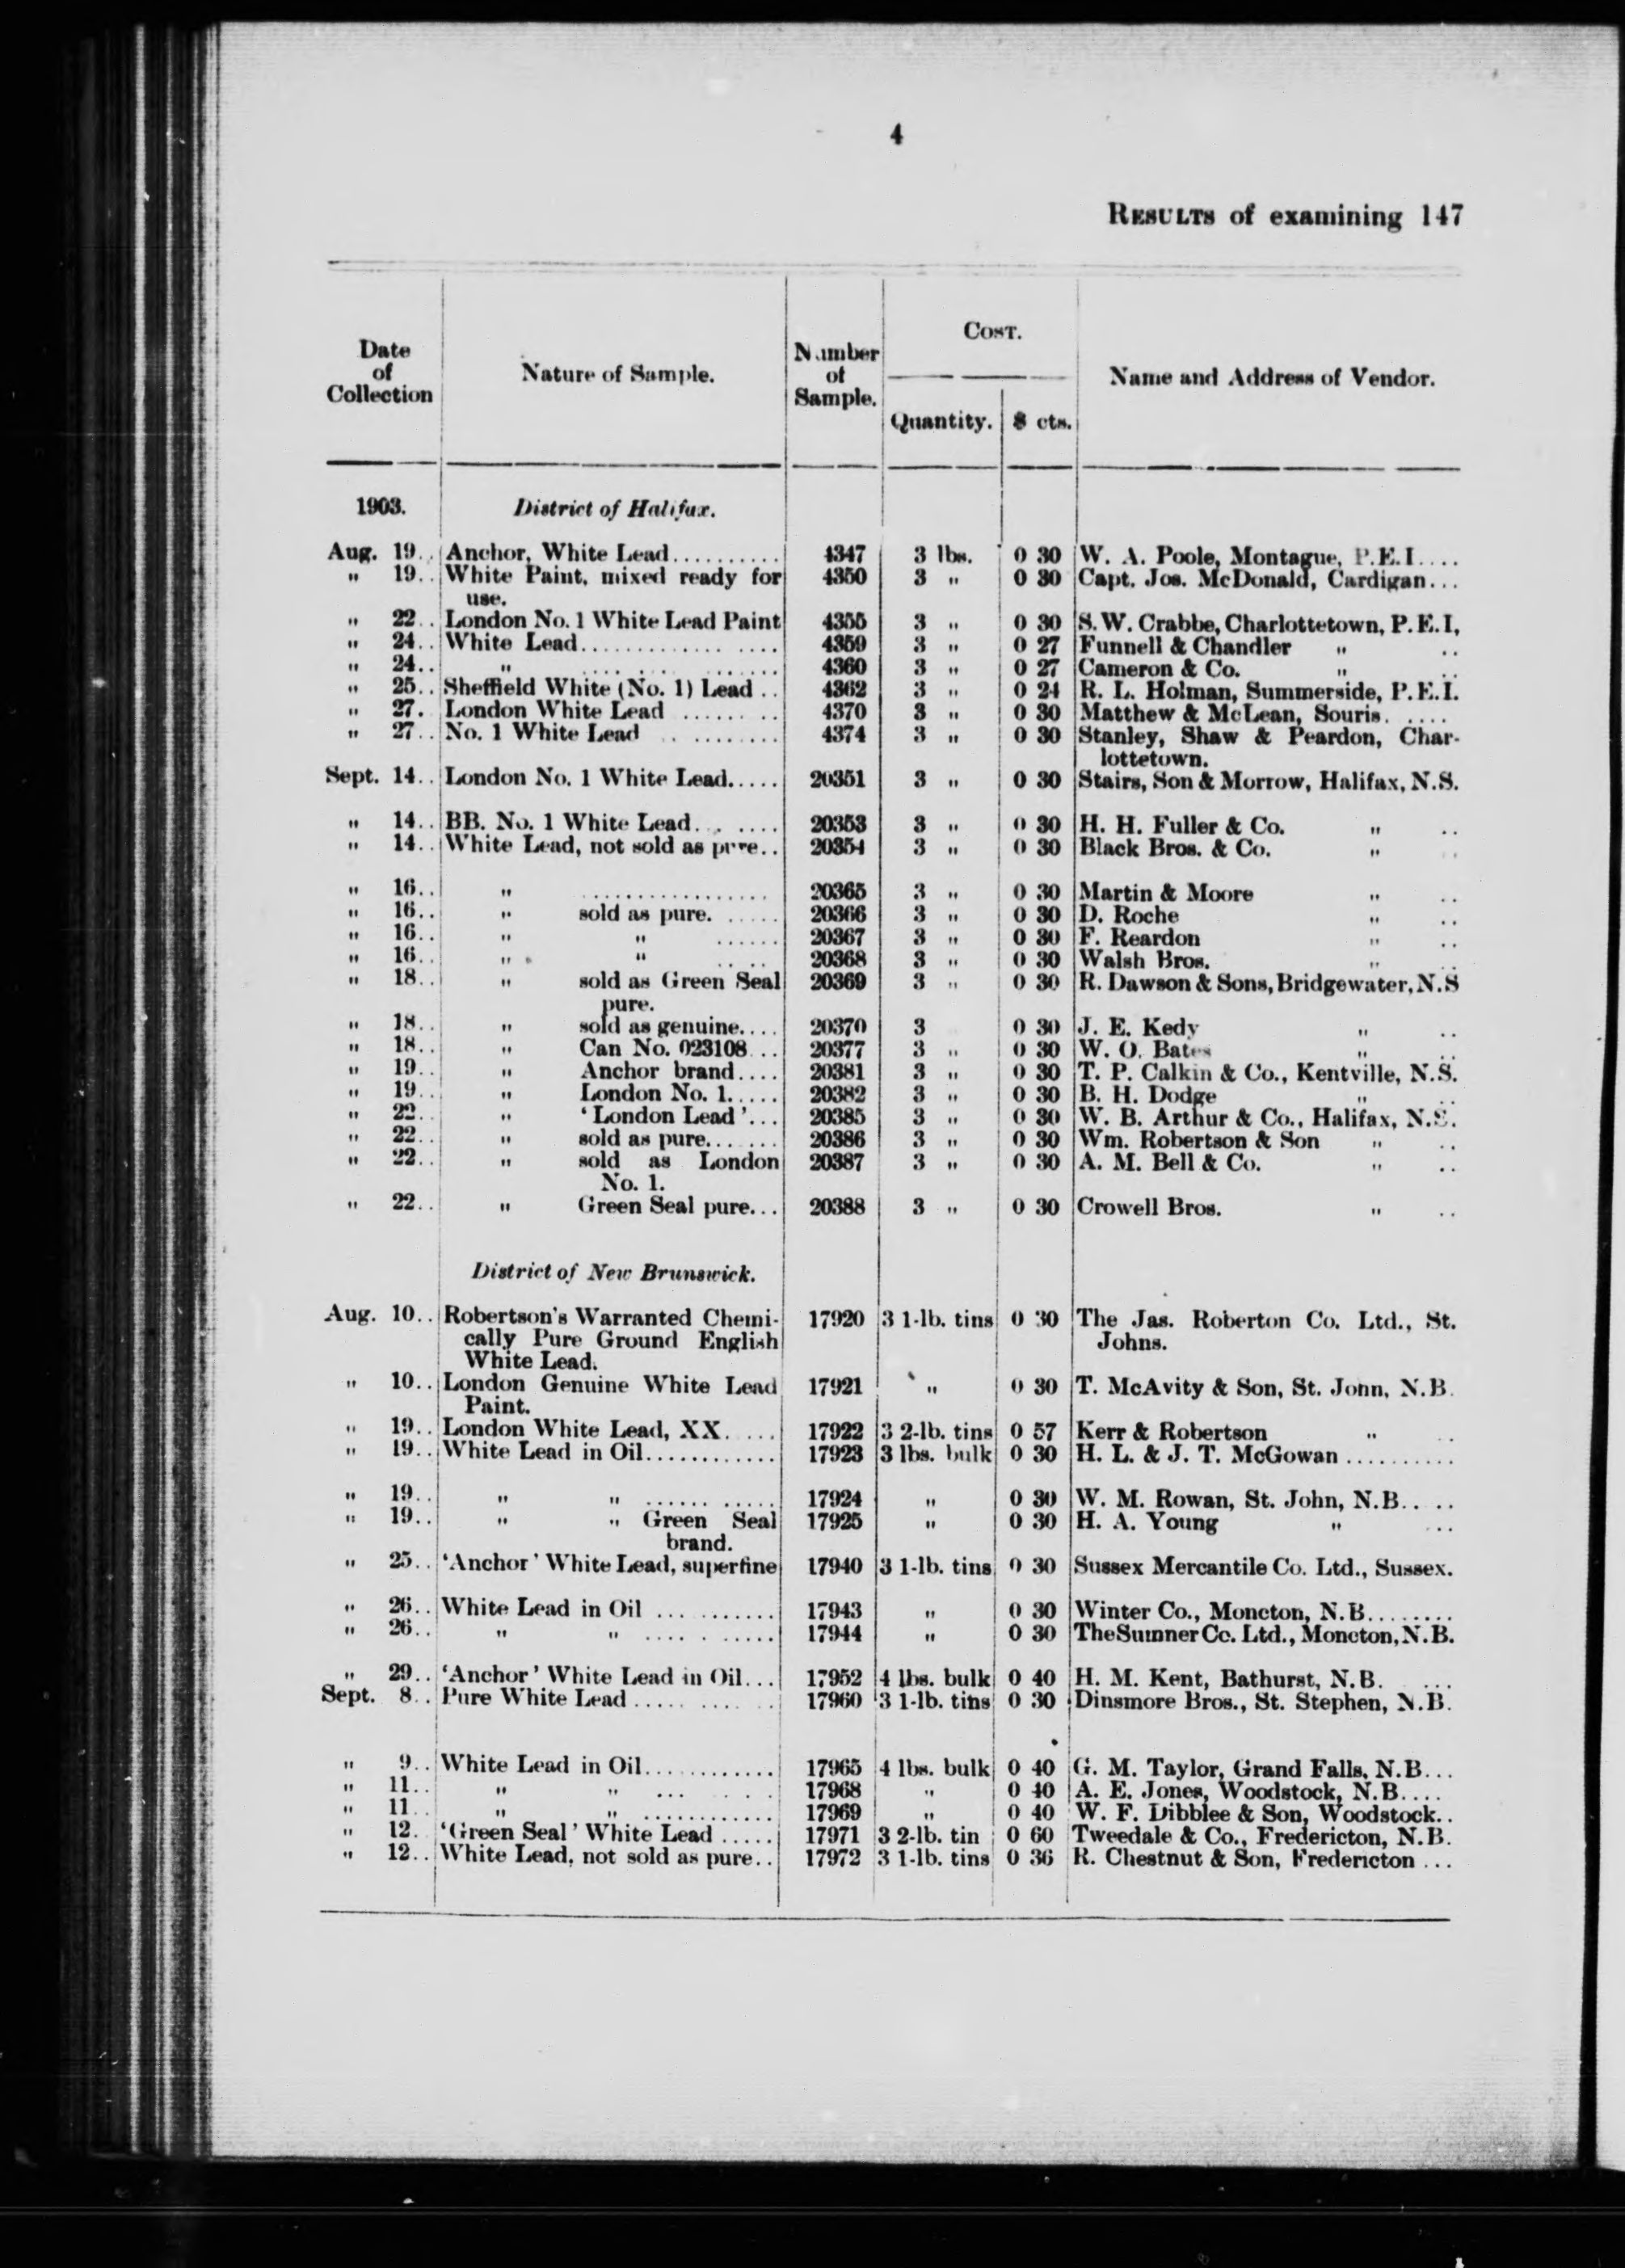 4
RESULTS of examining 147
Date of Collection
Nature of Sample.
Number of Sample.
COST.
Quantity.
$ cts.
Name and Address of Vendor.
1903. District of Halifax.
Aug. 19.. Anchor, White Lead.......... 4347 3 lbs. 0 30 W. A. Poole, Montague, P.E.I....
" 19.. White Paint, mixed ready for 4350 3 " 0 30 Capt. Jos. McDonald, Cardigan...
use.
" 22.. London No. 1 White Lead Paint 4355 3 " 0 30 S. W. Crabbe, Charlottetown, P.E.I,
" 24.. White Lead................ 4359 3 " 0 27 Funnell & Chandler " ..
" 24.. " ................ 4360 3 " 0 27 Cameron & Co. " ..
" 25.. Sheffield White (No. 1) Lead .. 4362 3 " 0 24 R. L. Holman, Summerside, P.E.I.
" 27. London White Lead ......... 4370 3 " 0 30 Matthew & McLean, Souris. .....
" 27.. No. 1 White Lead .......... 4374 3 " 0 30 Stanley, Shaw & Peardon, Char-
lottetown.
Sept. 14.. London No. 1 White Lead..... 20351 3 " 0 30 Stairs, Son & Morrow, Halifax, N.S.
" 14.. BB. No. 1 White Lead....... 20353 3 " 0 30 H. H. Fuller & Co. " ..
" 14.. White Lead, not sold as pure.. 20354 3 " 0 30 Black Bros. & Co. " ..
" 16.. " ................. 20365 3 " 0 30 Martin & Moore " ..
" 16.. " sold as pure. ...... 20366 3 " 0 30 D. Roche " ..
" 16.. " " ...... 20367 3 " 0 30 F. Reardon " ..
" 16.. " " .... 20368 3 " 0 30 Walsh Bros. " ..
" 18.. " sold as Green Seal 20369 3 " 0 30 R. Dawson & Sons, Bridgewater, N.S
pure.
" 18.. " sold as genuine.... 20370 3 0 30 J. E. Kedy " ..
" 18.. " Can No. 023108... 20377 3 " 0 30 W. O. Bates " ..
" 19.. " Anchor brand.... 20381 3 " 0 30 T. P. Calkin & Co., Kentville, N.S.
" 19.. " London No. 1..... 20382 3 " 0 30 B. H. Dodge " ..
" 22.. " 'London Lead'... 20385 3 " 0 30 W. B. Arthur & Co., Halifax, N.S.
" 22.. " sold as pure....... 20386 3 " 0 30 Wm. Robertson & Son " ..
" 22.. " sold as London 20387 3 " 0 30 A. M. Bell & Co. " ..
No. 1.
" 22.. " Green Seal pure... 20388 3 " 0 30 Crowell Bros. " ..
District of New Brunswick.
Aug. 10.. Robertson's Warranted Chemi- 17920 3 1-lb. tins 0 30 The Jas. Roberton Co. Ltd., St.
cally Pure Ground English Johns.
White Lead.
" 10.. London Genuine White Lead 17921 " 0 30 T. McAvity & Son, St. John, N.B.
Paint.
" 19.. London White Lead, XX..... 17922 3 2-lb. tins 0 57 Kerr & Robertson " ..
" 19.. White Lead in Oil............ 17923 3 lbs. bulk 0 30 H. L. & J. T. McGowan ..........
" 19.. " " ............ 17924 " 0 30 W. M. Rowan, St. John, N.B.. ..
" 19.. " " Green Seal 17925 " 0 30 H. A. Young " ...
brand.
" 25.. 'Anchor' White Lead, superfine 17940 3 1-lb. tins 0 30 Sussex Mercantile Co. Ltd., Sussex.
" 26.. White Lead in Oil ........... 17943 " 0 30 Winter Co., Moncton, N.B........
" 26.. " " ........... 17944 " 0 30 The Sumner Co. Ltd., Moncton, N.B.
" 29.. 'Anchor' White Lead in Oil... 17952 4 lbs. bulk 0 40 H. M. Kent, Bathurst, N.B. ...
Sept. 8.. Pure White Lead ............ 17960 3 1-lb. tins 0 30 Dinsmore Bros., St. Stephen, N.B.
" 9.. White Lead in Oil............ 17965 4 lbs. bulk 0 40 G. M. Taylor, Grand Falls, N.B...
" 11.. " " ... .... 17968 " 0 40 A. E. Jones, Woodstock, N.B....
" 11.. " " ............ 17969 " 0 40 W. F. Dibblee & Son, Woodstock..
" 12. 'Green Seal' White Lead ..... 17971 3 2-lb. tin 0 60 Tweedale & Co., Fredericton, N.B.
" 12.. White Lead, not sold as pure.. 17972 3 1-lb. tins 0 36 R. Chestnut & Son, Fredericton ...